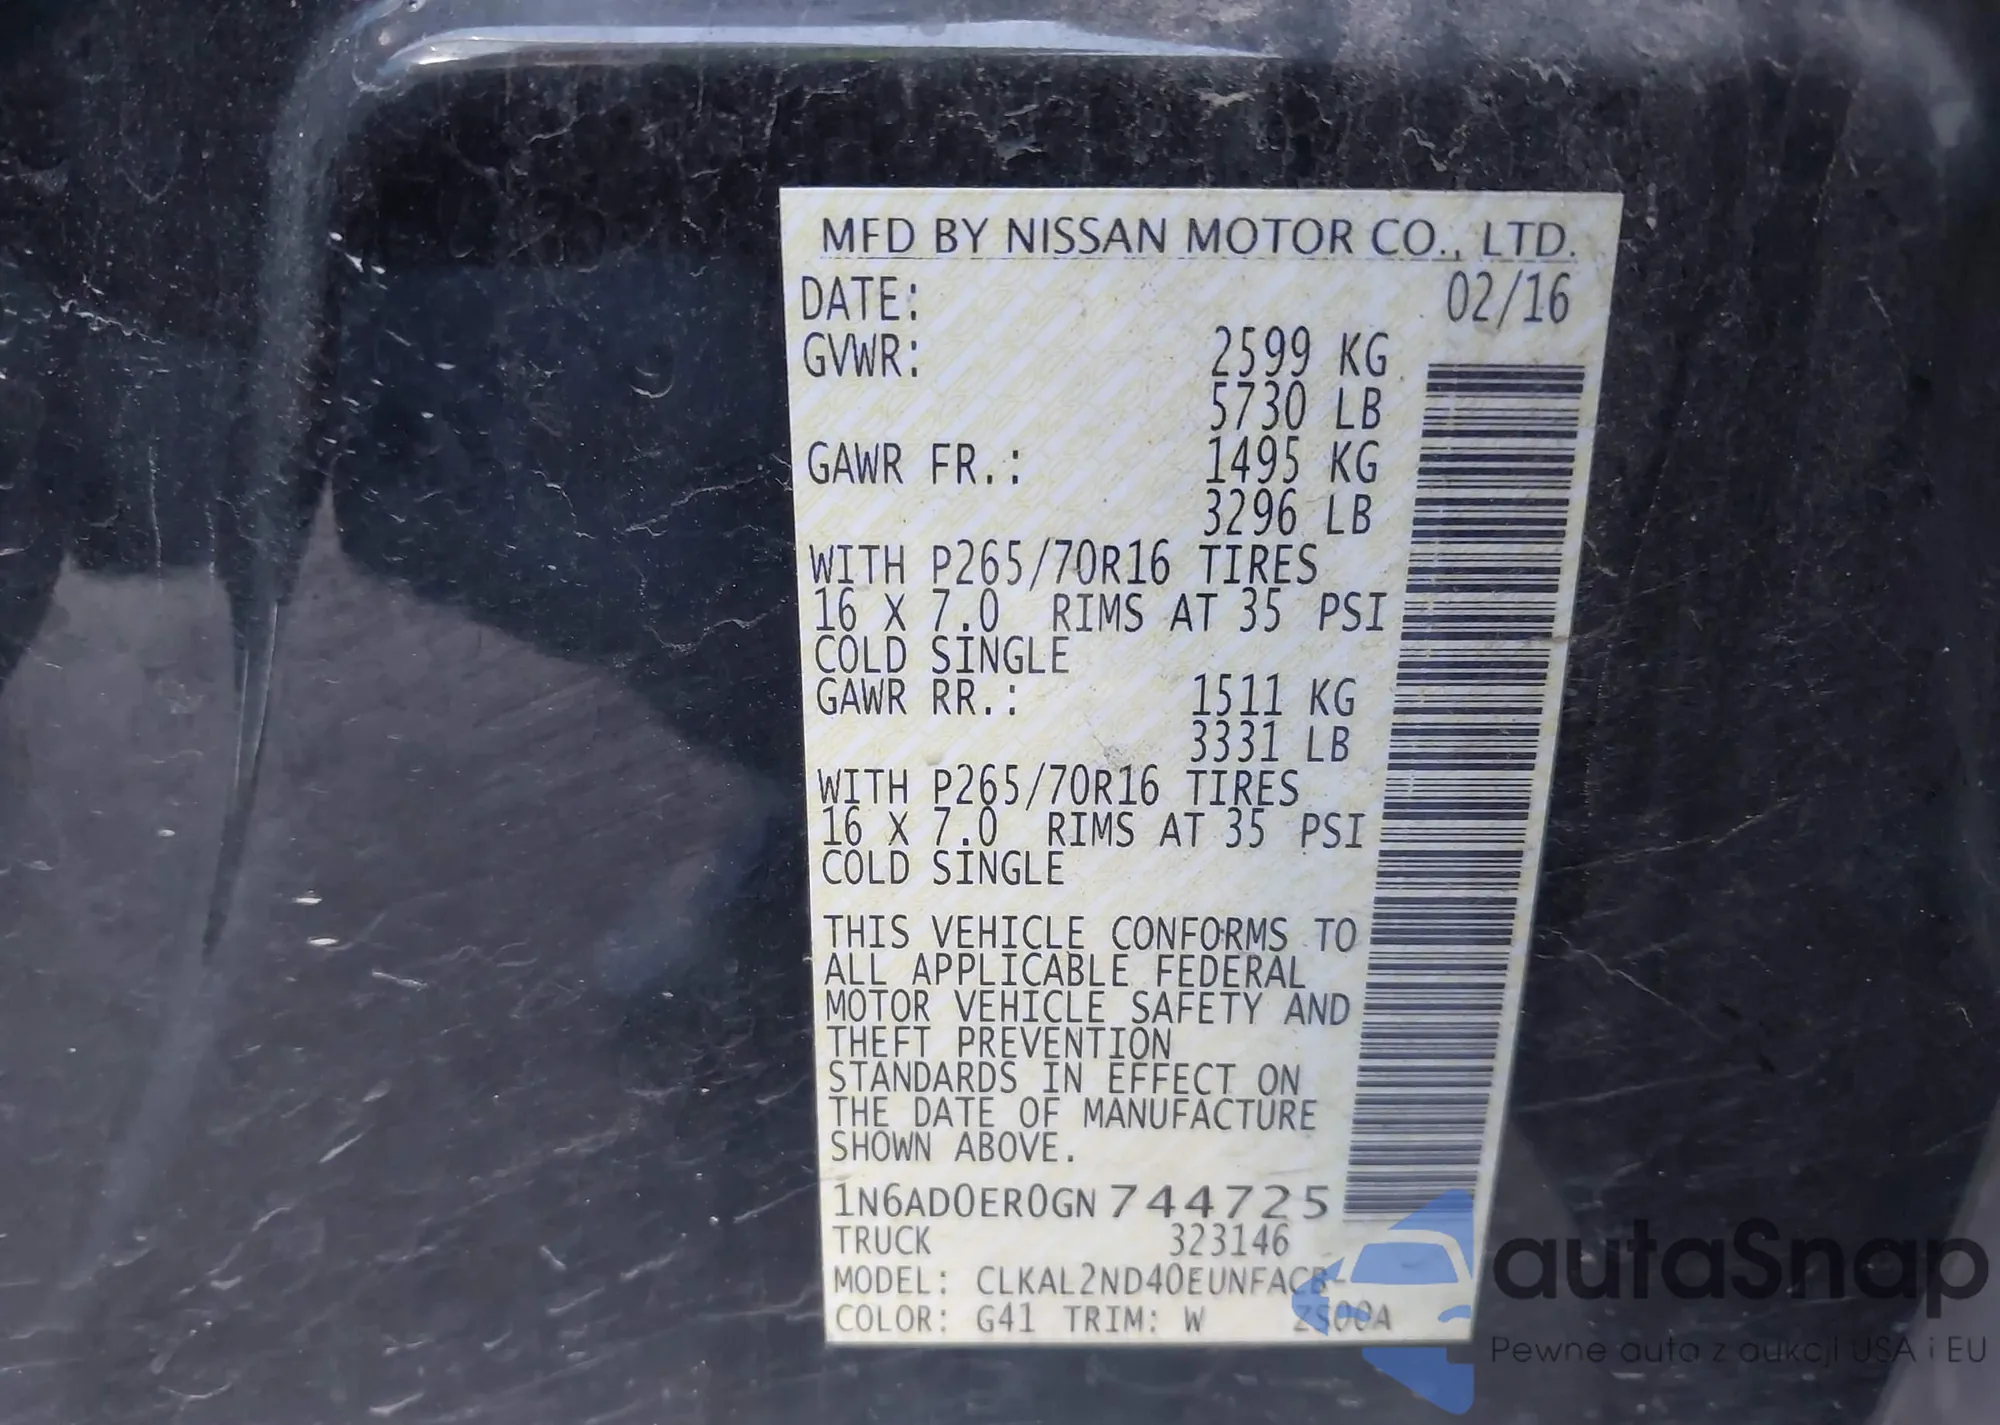 MFD BY NISSAN MOTOR CO., LTD.
DATE: 02/16
GVWR: 2599 KG
5730 LB
GAWR FR.: 1495 KG
3296 LB
WITH P265/70R16 TIRES
16 X 7.0 RIMS AT 35 PSI
COLD SINGLE
GAWR RR.: 1511 KG
3331 LB
WITH P265/70R16 TIRES
16 X 7.0 RIMS AT 35 PSI
COLD SINGLE
THIS VEHICLE CONFORMS TO
ALL APPLICABLE FEDERAL
MOTOR VEHICLE SAFETY AND
THEFT PREVENTION
STANDARDS IN EFFECT ON
THE DATE OF MANUFACTURE
SHOWN ABOVE.
1N6AD0ER0GN744725
TRUCK 323146
MODEL: CLKAL2ND40EUNFACB-
COLOR: G41 TRIM: W ZS00A
autaSnap
Pewne auta z aukcji USA i EU